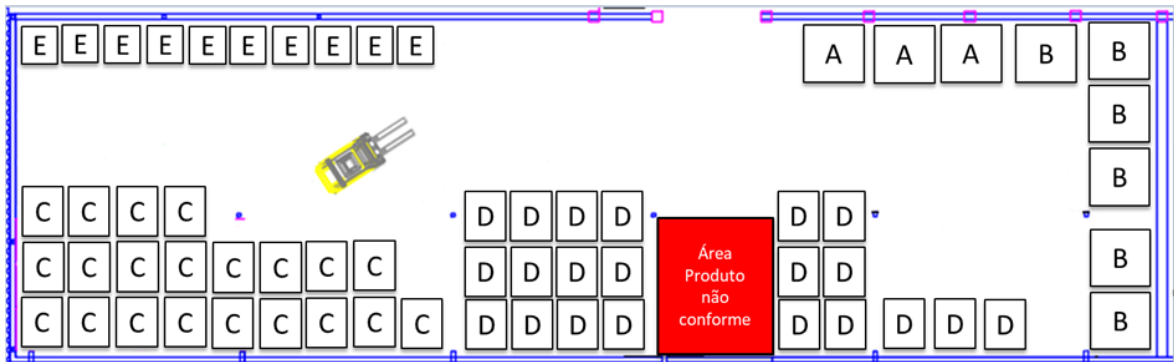 E E E E E E E E E E A A A B B
B
B
C C C C D D D D D D
C C C C C C C C D D D D
Área
Produto
não
conforme
D D B
C C C C C C C C C D D D D D D D D D B